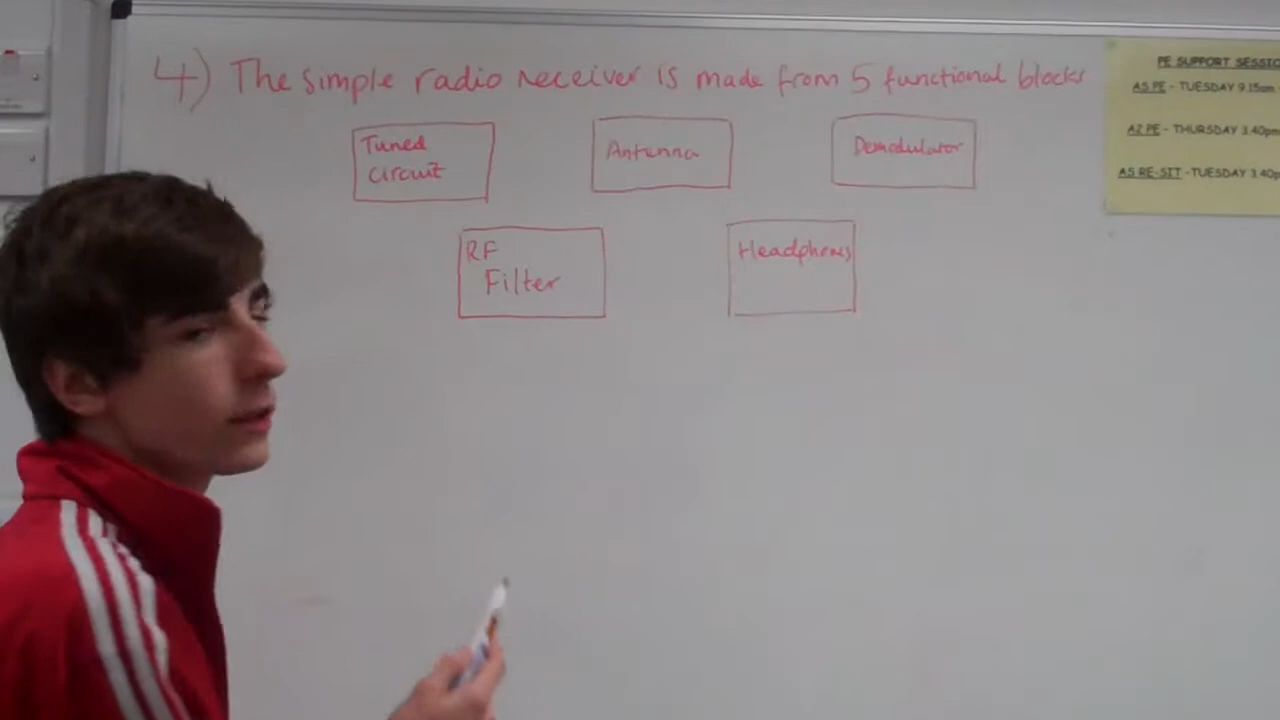 4) The simple radio receiver is made from 5 functional blocks
Tuned
circuit
Antenna
Demodulator
RF
Filter
Headphones
PE SUPPORT SESSIO
AS PE - TUESDAY 9.15am
A2 PE - THURSDAY 3.40pm
AS RE-SIT - TUESDAY 3.40p